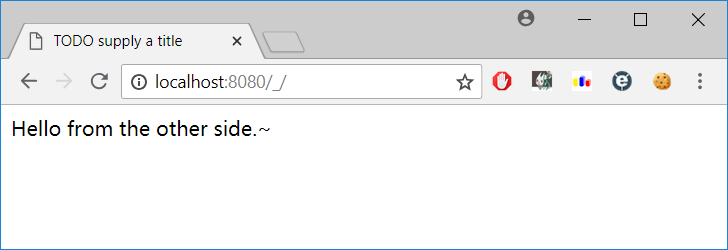 TODO supply a title
localhost:8080/_/
Hello from the other side.~